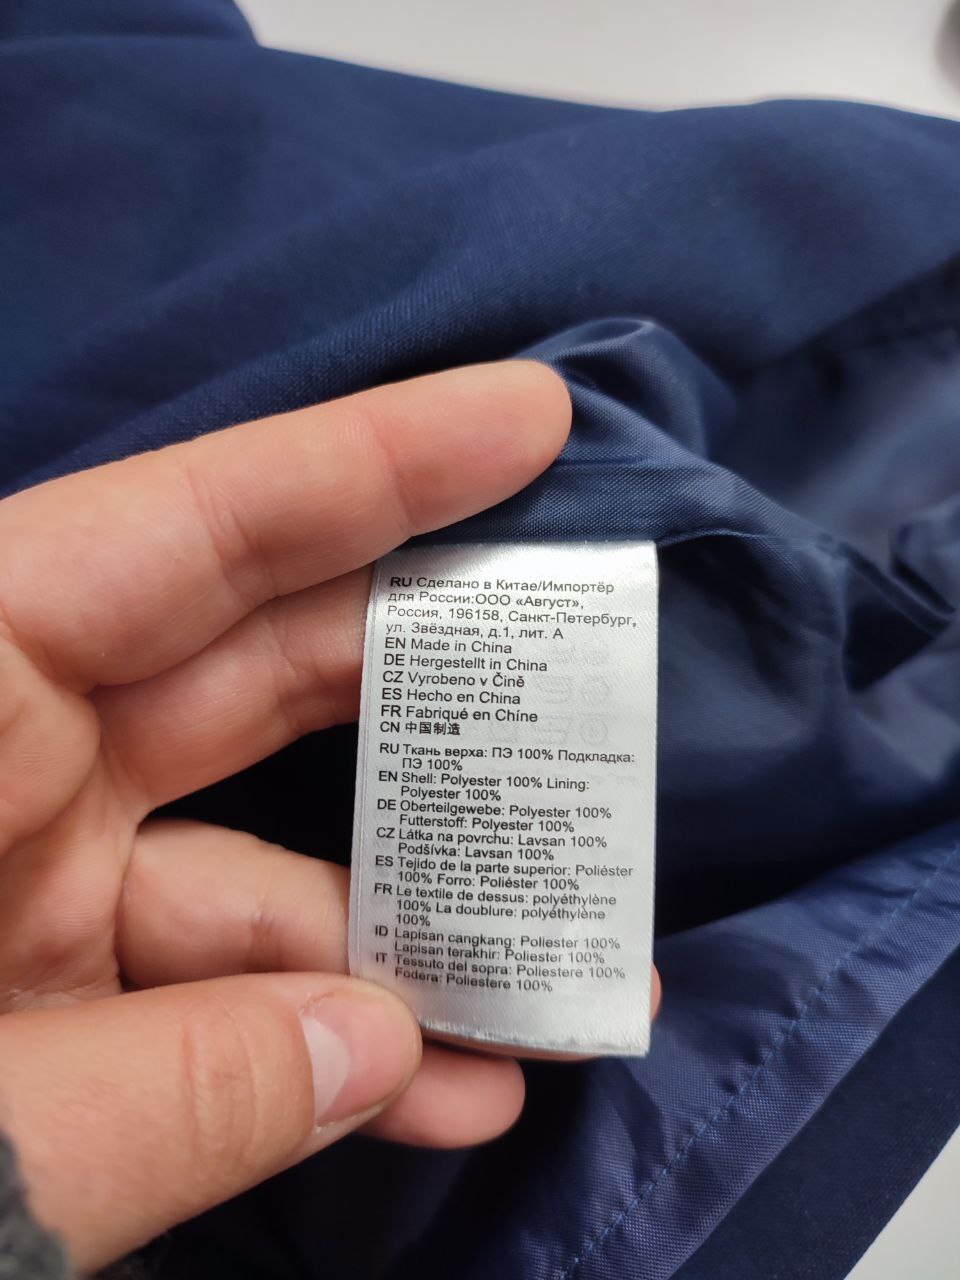 RU Сделано в Китае/Импортёр
для России:ООО «Август»,
Россия, 196158, Санкт-Петербург,
ул. Звёздная, д.1, лит. А
EN Made in China
DE Hergestellt in China
CZ Vyrobeno v Čině
ES Hecho en China
FR Fabriqué en Chíne
CN 中国制造
RU Ткань верха: ПЭ 100% Подкладка:
ПЭ 100%
EN Shell: Polyester 100% Lining:
Polyester 100%
DE Oberteilgewebe: Polyester 100%
Futterstoff: Polyester 100%
CZ Látka na povrchu: Lavsan 100%
Podšívka: Lavsan 100%
ES Tejido de la parte superior: Poliéster
100% Forro: Poliéster 100%
FR Le textile de dessus: polyéthylène
100% La doublure: polyéthylène
100%
ID Lapisan cangkang: Poliester 100%
Lapisan terakhir: Poliester 100%
IT Tessuto del sopra: Poliestere 100%
Fodera: Poliestere 100%